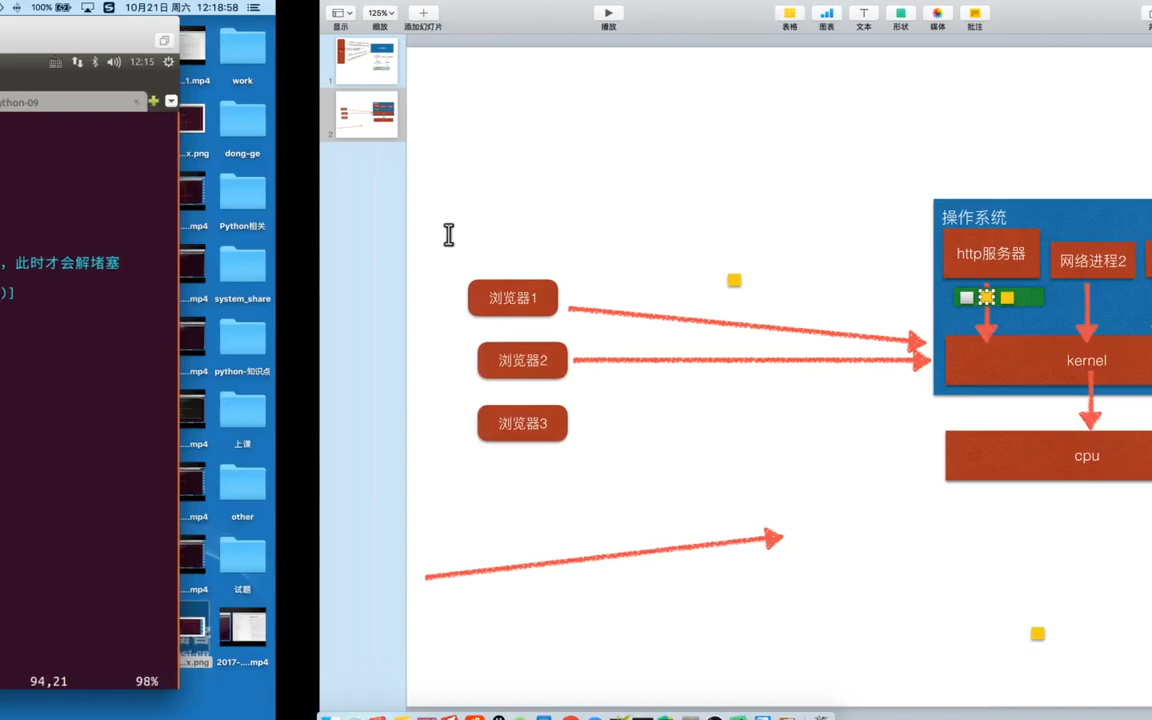 100%
10月21日 周六 12:18:58
12:15
ython-09
，此时才会解堵塞
)]
94,21
98%
1.mp4
work
x.png
dong-ge
.mp4
Python相关
.mp4
system_share
.mp4
python-知识点
.mp4
上课
.mp4
other
.mp4
试题
x.png
2017-....mp4
125%
显示
缩放
添加幻灯片
播放
表格
图表
文本
形状
媒体
批注
1
2
操作系统
http服务器
网络进程2
浏览器1
浏览器2
浏览器3
kernel
cpu